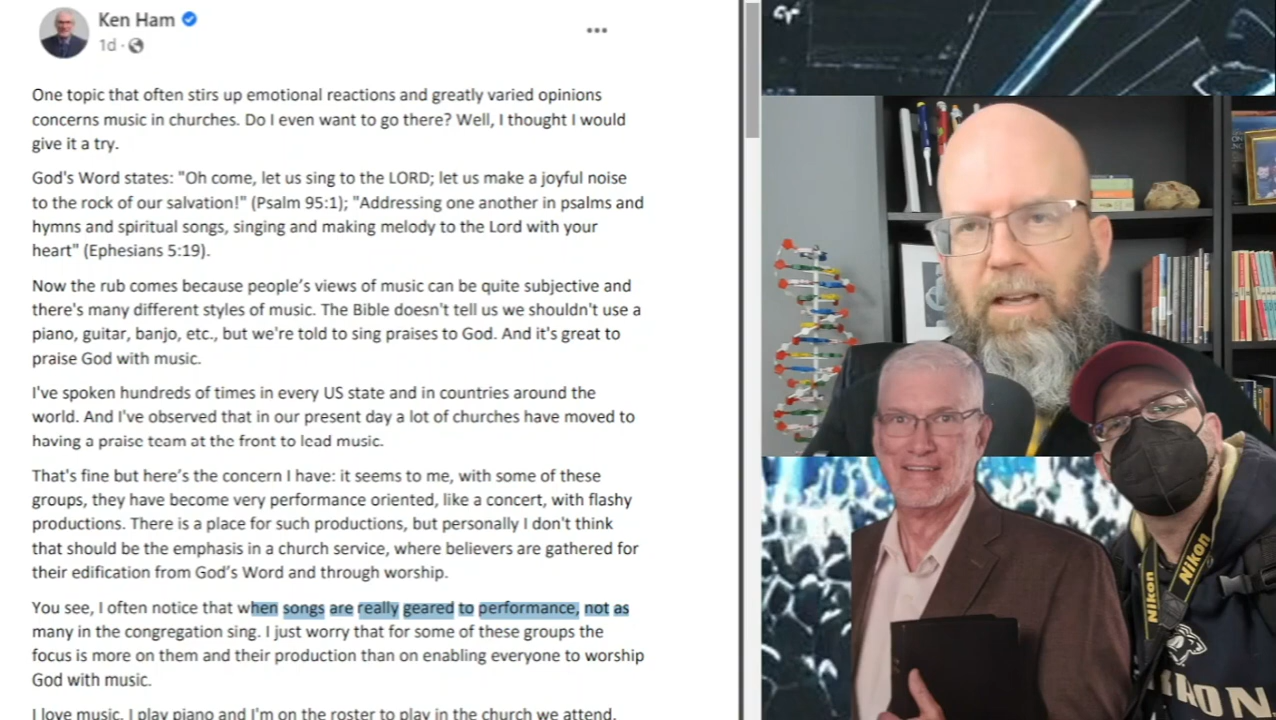 Ken Ham
1d
One topic that often stirs up emotional reactions and greatly varied opinions
concerns music in churches. Do I even want to go there? Well, I thought I would
give it a try.
God's Word states: "Oh come, let us sing to the LORD; let us make a joyful noise
to the rock of our salvation!" (Psalm 95:1); "Addressing one another in psalms and
hymns and spiritual songs, singing and making melody to the Lord with your
heart" (Ephesians 5:19).
Now the rub comes because people's views of music can be quite subjective and
there's many different styles of music. The Bible doesn't tell us we shouldn't use a
piano, guitar, banjo, etc., but we're told to sing praises to God. And it's great to
praise God with music.
I've spoken hundreds of times in every US state and in countries around the
world. And I've observed that in our present day a lot of churches have moved to
having a praise team at the front to lead music.
That's fine but here's the concern I have: it seems to me, with some of these
groups, they have become very performance oriented, like a concert, with flashy
productions. There is a place for such productions, but personally I don't think
that should be the emphasis in a church service, where believers are gathered for
their edification from God's Word and through worship.
You see, I often notice that when songs are really geared to performance, not as
many in the congregation sing. I just worry that for some of these groups the
focus is more on them and their production than on enabling everyone to worship
God with music.
I love music. I play piano and I'm on the roster to play in the church we attend.
Nikon
Nikon